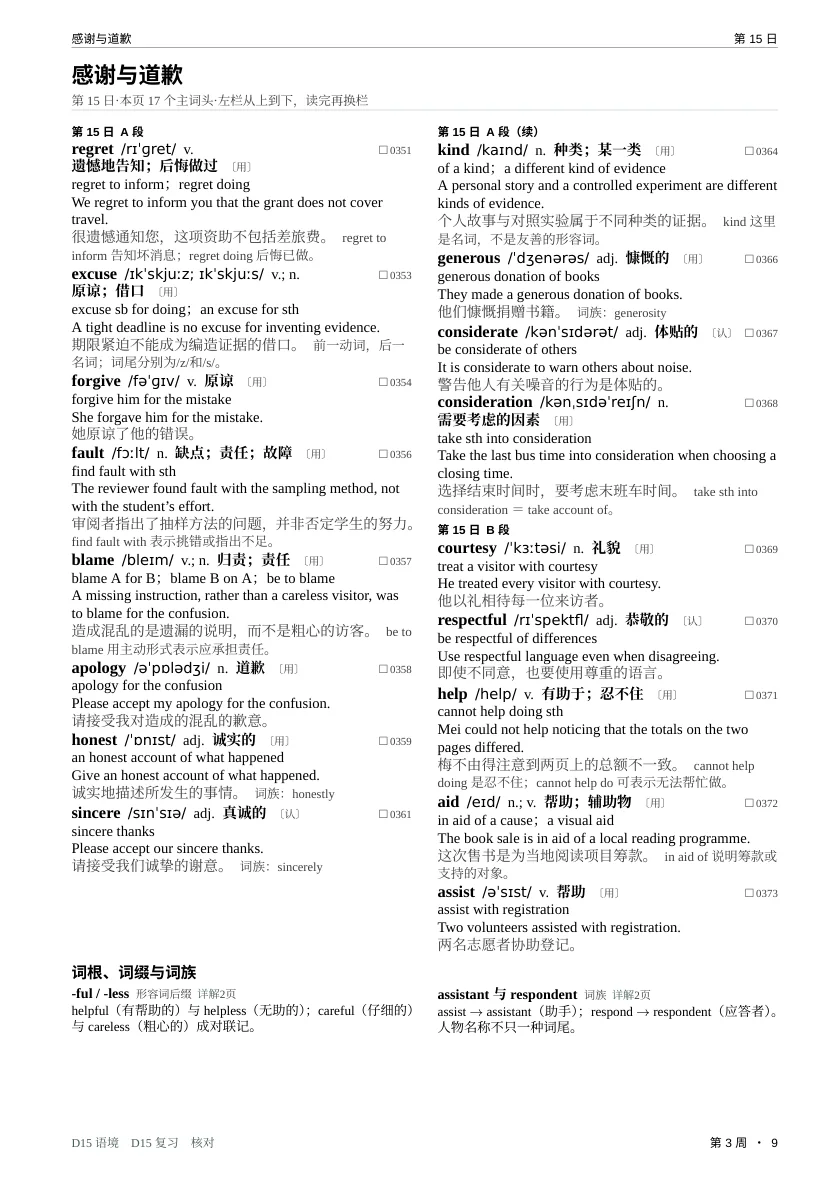 感谢与道歉
第 15 日
感谢与道歉
第 15 日·本页 17 个主词头·左栏从上到下，读完再换栏
第 15 日 A 段
regret /rɪˈɡret/ v. □ 0351
遗憾地告知；后悔做过 〔用〕
regret to inform；regret doing
We regret to inform you that the grant does not cover
travel.
很遗憾通知您，这项资助不包括差旅费。 regret to
inform 告知坏消息；regret doing 后悔已做。
excuse /ɪkˈskjuːz; ɪkˈskjuːs/ v.; n. □ 0353
原谅；借口 〔用〕
excuse sb for doing；an excuse for sth
A tight deadline is no excuse for inventing evidence.
期限紧迫不能成为编造证据的借口。 前一动词，后一
名词；词尾分别为/z/和/s/。
forgive /fəˈɡɪv/ v. 原谅 〔用〕 □ 0354
forgive him for the mistake
She forgave him for the mistake.
她原谅了他的错误。
fault /fɔːlt/ n. 缺点；责任；故障 〔用〕 □ 0356
find fault with sth
The reviewer found fault with the sampling method, not
with the student’s effort.
审阅者指出了抽样方法的问题，并非否定学生的努力。
find fault with 表示挑错或指出不足。
blame /bleɪm/ v.; n. 归责；责任 〔用〕 □ 0357
blame A for B；blame B on A；be to blame
A missing instruction, rather than a careless visitor, was
to blame for the confusion.
造成混乱的是遗漏的说明，而不是粗心的访客。 be to
blame 用主动形式表示应承担责任。
apology /əˈpɒlədʒi/ n. 道歉 〔用〕 □ 0358
apology for the confusion
Please accept my apology for the confusion.
请接受我对造成的混乱的歉意。
honest /ˈɒnɪst/ adj. 诚实的 〔用〕 □ 0359
an honest account of what happened
Give an honest account of what happened.
诚实地描述所发生的事情。 词族：honestly
sincere /sɪnˈsɪə/ adj. 真诚的 〔认〕 □ 0361
sincere thanks
Please accept our sincere thanks.
请接受我们诚挚的谢意。 词族：sincerely
第 15 日 A 段（续）
kind /kaɪnd/ n. 种类；某一类 〔用〕 □ 0364
of a kind；a different kind of evidence
A personal story and a controlled experiment are different
kinds of evidence.
个人故事与对照实验属于不同种类的证据。 kind 这里
是名词，不是友善的形容词。
generous /ˈdʒenərəs/ adj. 慷慨的 〔用〕 □ 0366
generous donation of books
They made a generous donation of books.
他们慷慨捐赠书籍。 词族：generosity
considerate /kənˈsɪdərət/ adj. 体贴的 〔认〕 □ 0367
be considerate of others
It is considerate to warn others about noise.
警告他人有关噪音的行为是体贴的。
consideration /kənˌsɪdəˈreɪʃn/ n. □ 0368
需要考虑的因素 〔用〕
take sth into consideration
Take the last bus time into consideration when choosing a
closing time.
选择结束时间时，要考虑末班车时间。 take sth into
consideration ＝ take account of。
第 15 日 B 段
courtesy /ˈkɜːtəsi/ n. 礼貌 〔用〕 □ 0369
treat a visitor with courtesy
He treated every visitor with courtesy.
他以礼相待每一位来访者。
respectful /rɪˈspektfl/ adj. 恭敬的 〔认〕 □ 0370
be respectful of differences
Use respectful language even when disagreeing.
即使不同意，也要使用尊重的语言。
help /help/ v. 有助于；忍不住 〔用〕 □ 0371
cannot help doing sth
Mei could not help noticing that the totals on the two
pages differed.
梅不由得注意到两页上的总额不一致。 cannot help
doing 是忍不住；cannot help do 可表示无法帮忙做。
aid /eɪd/ n.; v. 帮助；辅助物 〔用〕 □ 0372
in aid of a cause；a visual aid
The book sale is in aid of a local reading programme.
这次售书是为当地阅读项目筹款。 in aid of 说明筹款或
支持的对象。
assist /əˈsɪst/ v. 帮助 〔用〕 □ 0373
assist with registration
Two volunteers assisted with registration.
两名志愿者协助登记。
词根、词缀与词族
-ful / -less 形容词后缀 详解2页
helpful（有帮助的）与 helpless（无助的）；careful（仔细的）
与 careless（粗心的）成对联记。
assistant 与 respondent 词族 详解2页
assist → assistant（助手）；respond → respondent（应答者）。
人物名称不只一种词尾。
D15 语境 D15 复习 核对
第 3 周 · 9